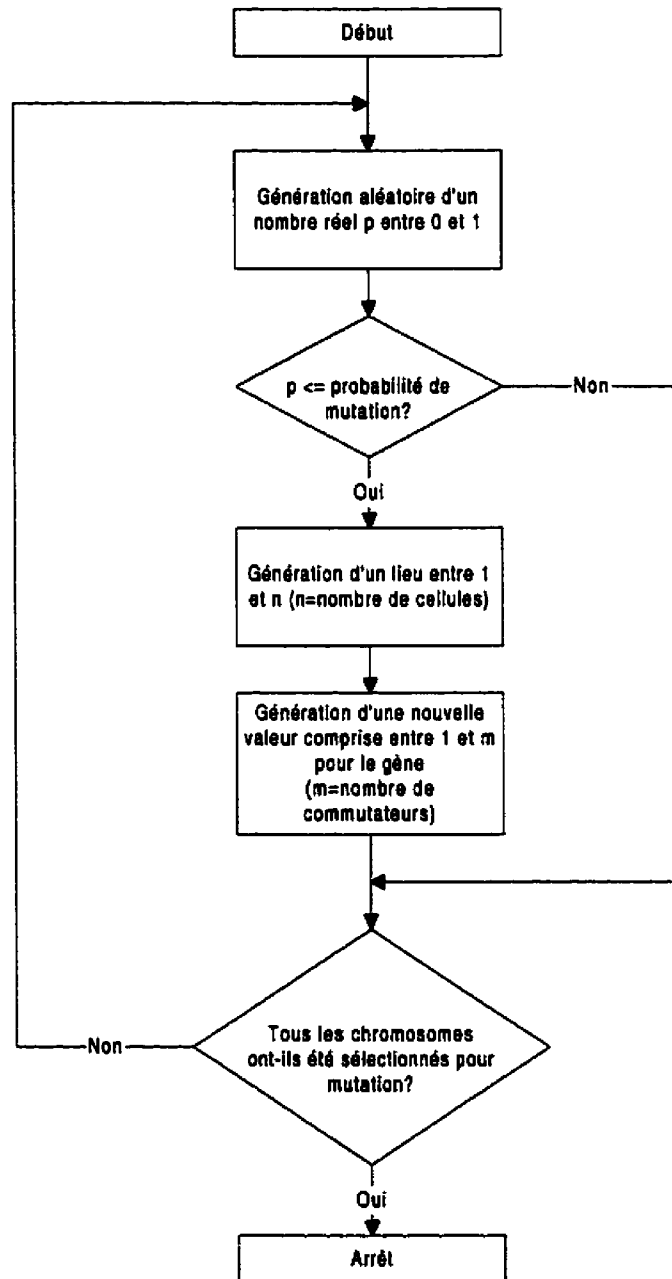 Début
Génération aléatoire d'un
nombre réel p entre 0 et 1
p <= probabilité de
mutation?
Non
Oui
Génération d'un lieu entre 1
et n (n=nombre de cellules)
Génération d'une nouvelle
valeur comprise entre 1 et m
pour le gène
(m=nombre de
commutateurs)
Tous les chromosomes
ont-ils été sélectionnés pour
mutation?
Non
Oui
Arrêt